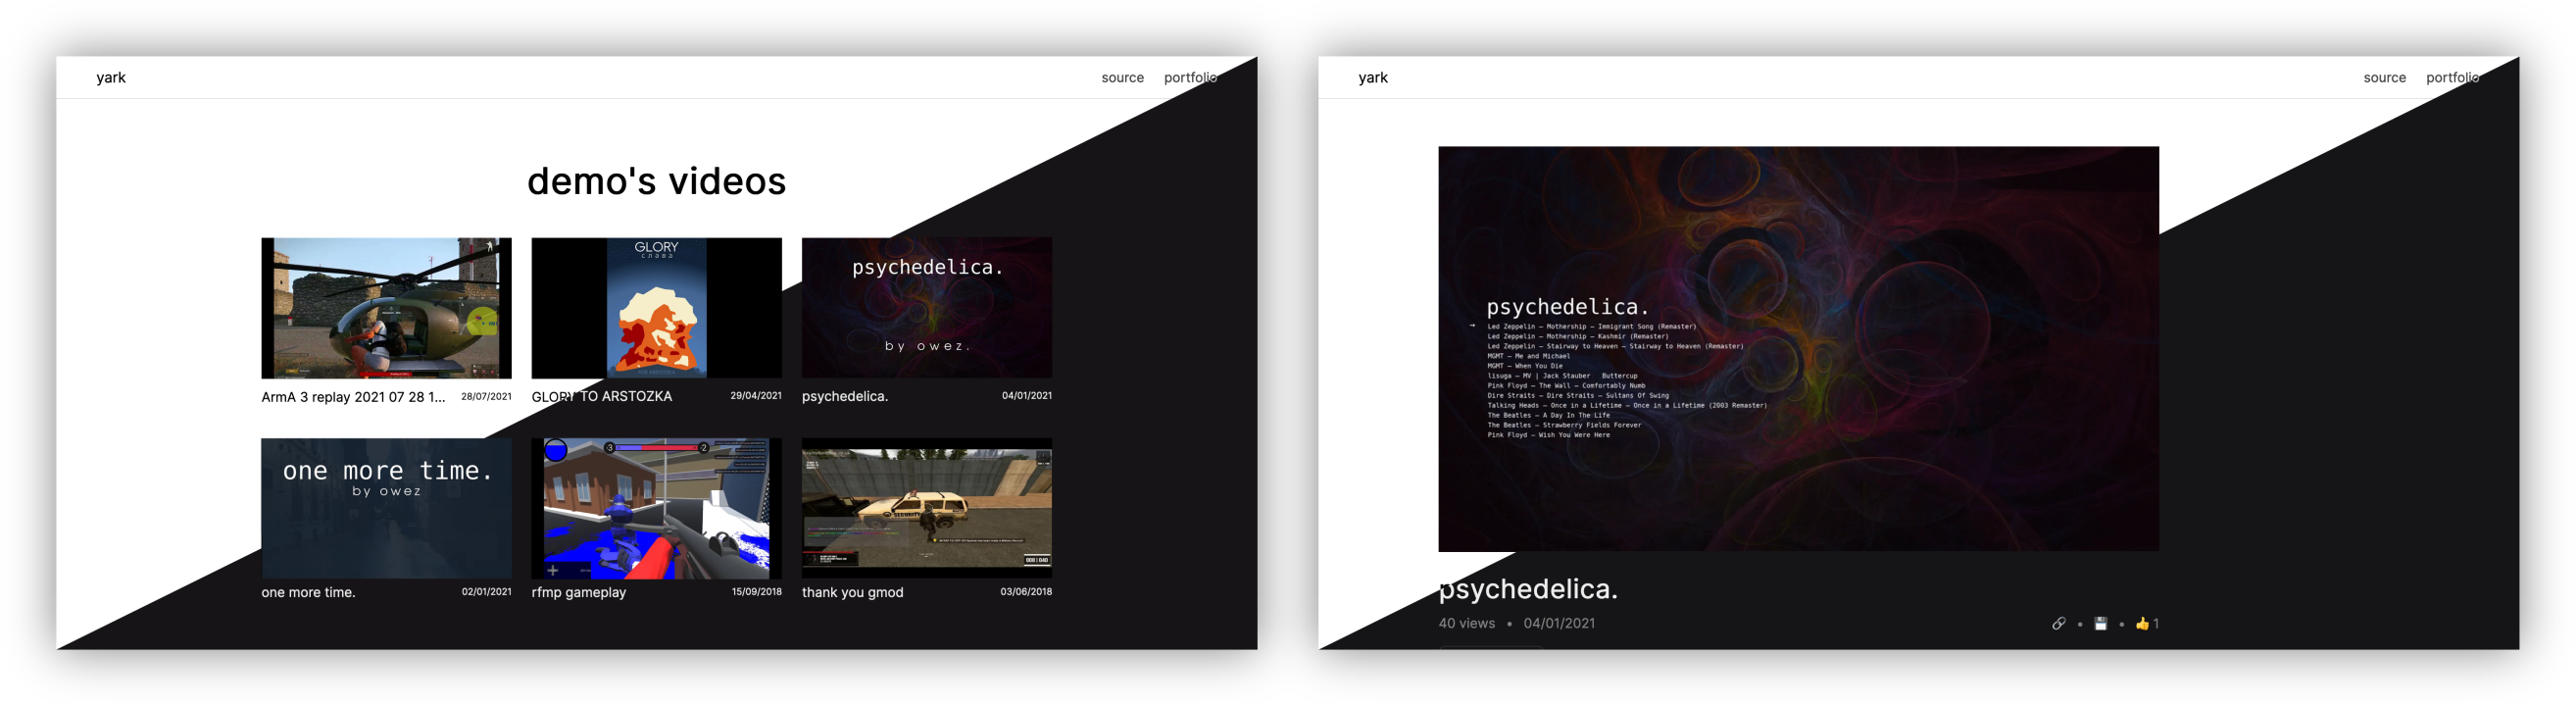 yark
source portfolio
demo's videos
GLORY
слава
psychedelica.
by owez.
ArmA 3 replay 2021 07 28 1... 28/07/2021
GLORY TO ARSTOZKA 29/04/2021
psychedelica. 04/01/2021
one more time.
by owez
-3
-2
SECURITY
000 | 040
one more time. 02/01/2021
rfmp gameplay 15/09/2018
thank you gmod 03/06/2018
yark
source portfolio
psychedelica.
→ Led Zeppelin – Mothership – Immigrant Song (Remaster)
Led Zeppelin – Mothership – Kashmir (Remaster)
Led Zeppelin – Stairway to Heaven – Stairway to Heaven (Remaster)
MGMT – Me and Michael
MGMT – When You Die
lisuga – MV | Jack Stauber Buttercup
Pink Floyd – The Wall – Comfortably Numb
Dire Straits – Dire Straits – Sultans Of Swing
Talking Heads – Once in a Lifetime – Once in a Lifetime (2003 Remaster)
The Beatles – A Day In The Life
The Beatles – Strawberry Fields Forever
Pink Floyd – Wish You Were Here
psychedelica.
40 views • 04/01/2021
🔗 • 💾 • 👍 1